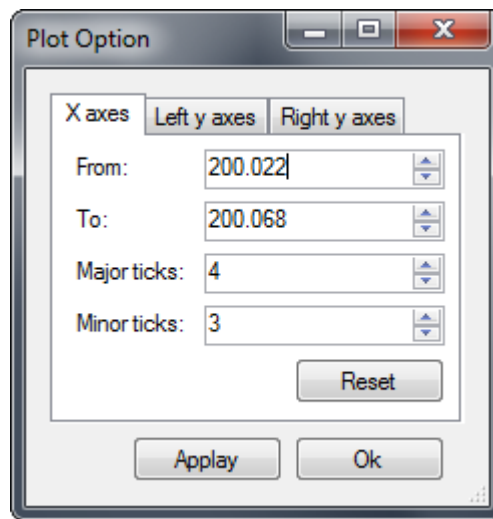 Plot Option
X axes Left y axes Right y axes
From: 200.022
To: 200.068
Major ticks: 4
Minor ticks: 3
Reset
Applay Ok